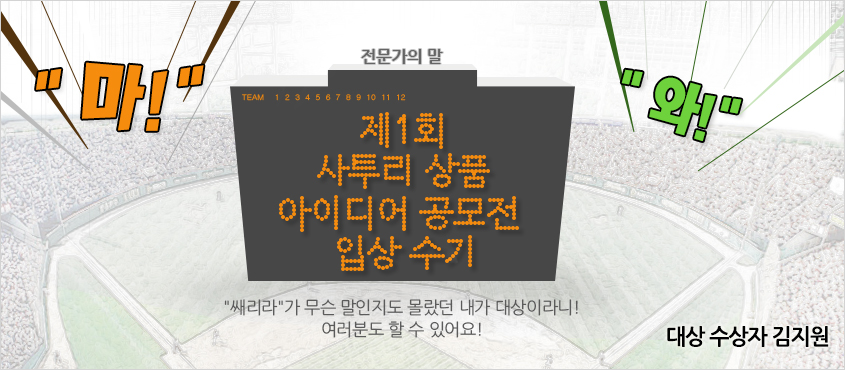 전문가의 말
"마!"
"와!"
TEAM 1 2 3 4 5 6 7 8 9 10 11 12
제1회
사투리 상품
아이디어 공모전
입상 수기
"쌔리라"가 무슨 말인지도 몰랐던 내가 대상이라니!
여러분도 할 수 있어요!
대상 수상자 김지원